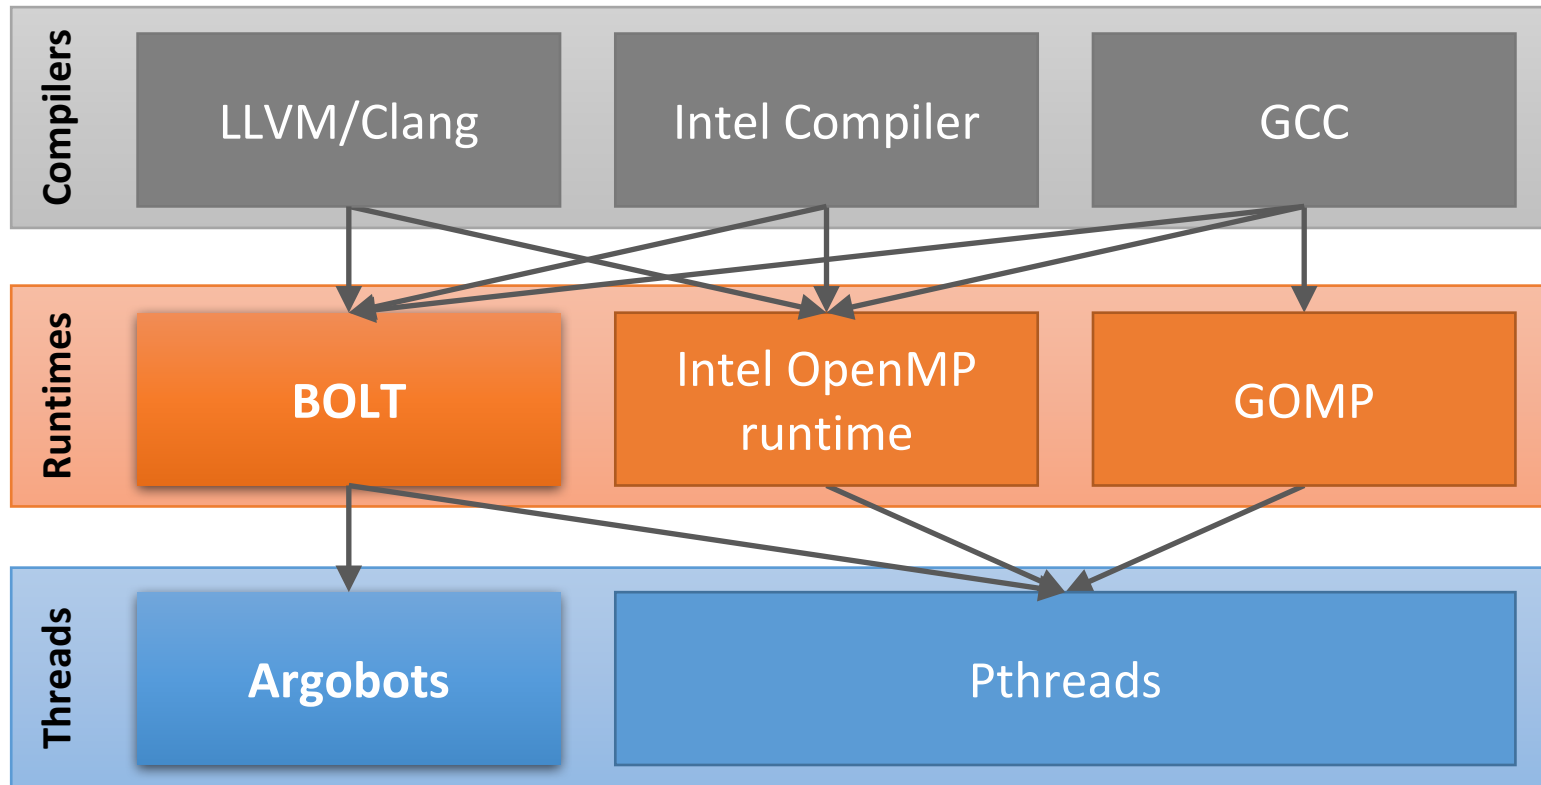 Compilers
LLVM/Clang
Intel Compiler
GCC
Runtimes
BOLT
Intel OpenMP
runtime
GOMP
Threads
Argobots
Pthreads